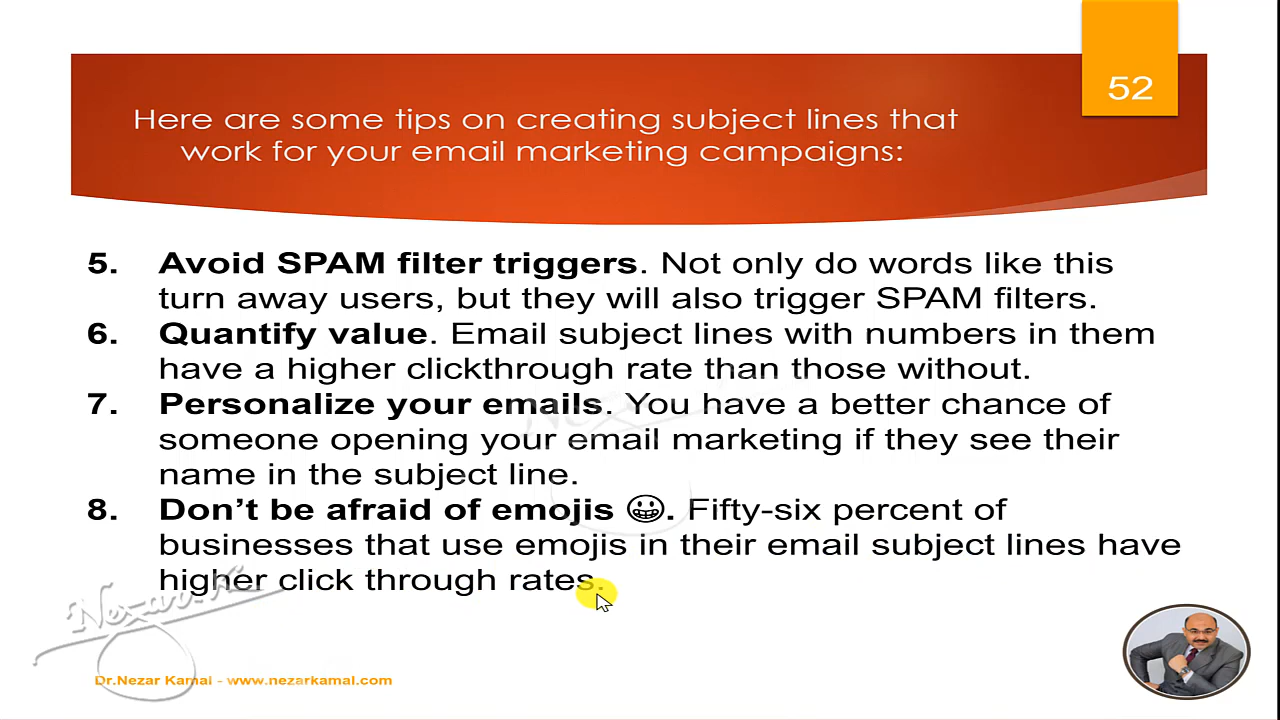 52
Here are some tips on creating subject lines that
work for your email marketing campaigns:
5. Avoid SPAM filter triggers. Not only do words like this
turn away users, but they will also trigger SPAM filters.
6. Quantify value. Email subject lines with numbers in them
have a higher clickthrough rate than those without.
7. Personalize your emails. You have a better chance of
someone opening your email marketing if they see their
name in the subject line.
8. Don’t be afraid of emojis 😀. Fifty-six percent of
businesses that use emojis in their email subject lines have
higher click through rates.
Dr.Nezar Kamal - www.nezarkamal.com